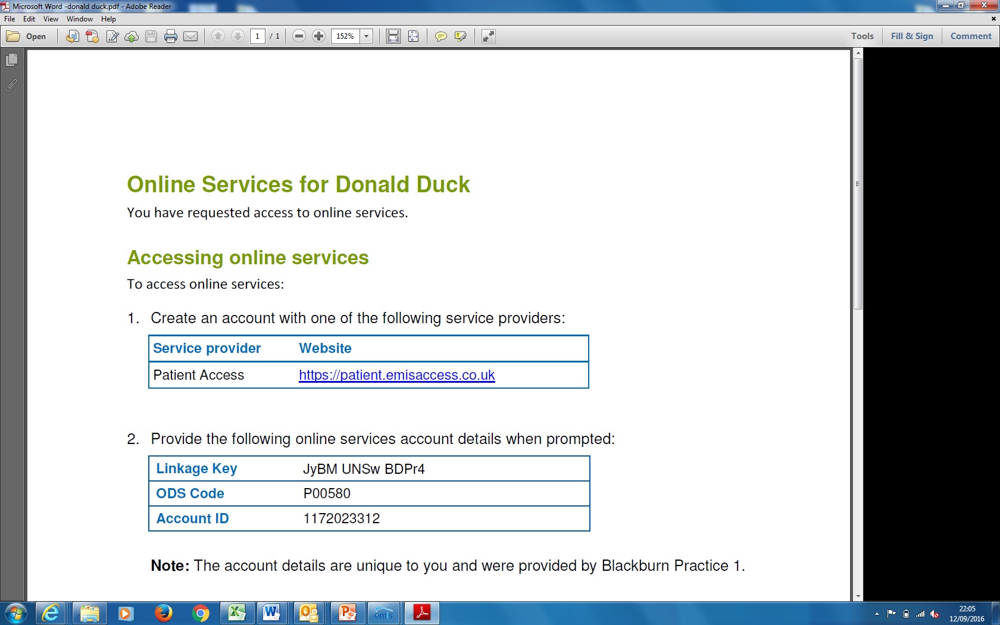 Microsoft Word -donald duck.pdf - Adobe Reader
File Edit View Window Help
Open 1 / 1 152% Tools Fill & Sign Comment
Online Services for Donald Duck
You have requested access to online services.
Accessing online services
To access online services:
1. Create an account with one of the following service providers:
Service provider Website
Patient Access https://patient.emisaccess.co.uk
2. Provide the following online services account details when prompted:
Linkage Key JyBM UNSw BDPr4
ODS Code P00580
Account ID 1172023312
Note: The account details are unique to you and were provided by Blackburn Practice 1.
emis
22:05
12/09/2016